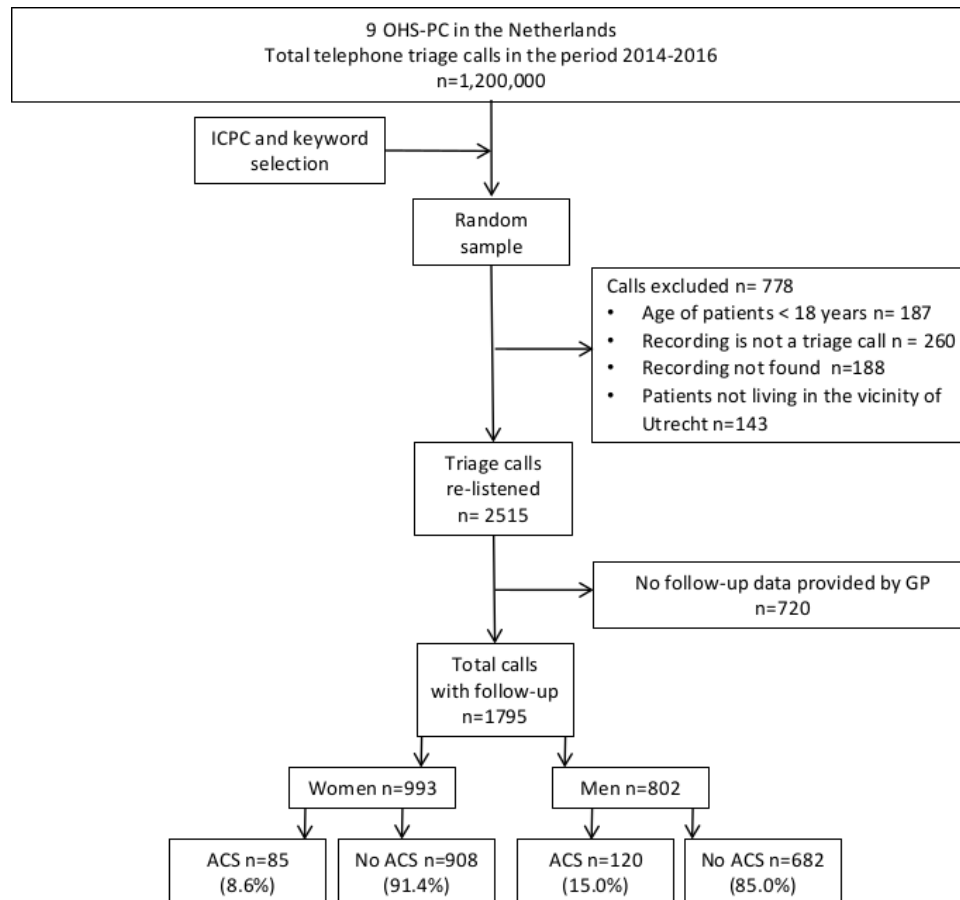 9 OHS-PC in the Netherlands
Total telephone triage calls in the period 2014-2016
n=1,200,000
ICPC and keyword
selection
Random
sample
Calls excluded n= 778
• Age of patients < 18 years n= 187
• Recording is not a triage call n = 260
• Recording not found n=188
• Patients not living in the vicinity of
Utrecht n=143
Triage calls
re-listened
n= 2515
No follow-up data provided by GP
n=720
Total calls
with follow-up
n=1795
Women n=993
Men n=802
ACS n=85
(8.6%)
No ACS n=908
(91.4%)
ACS n=120
(15.0%)
No ACS n=682
(85.0%)